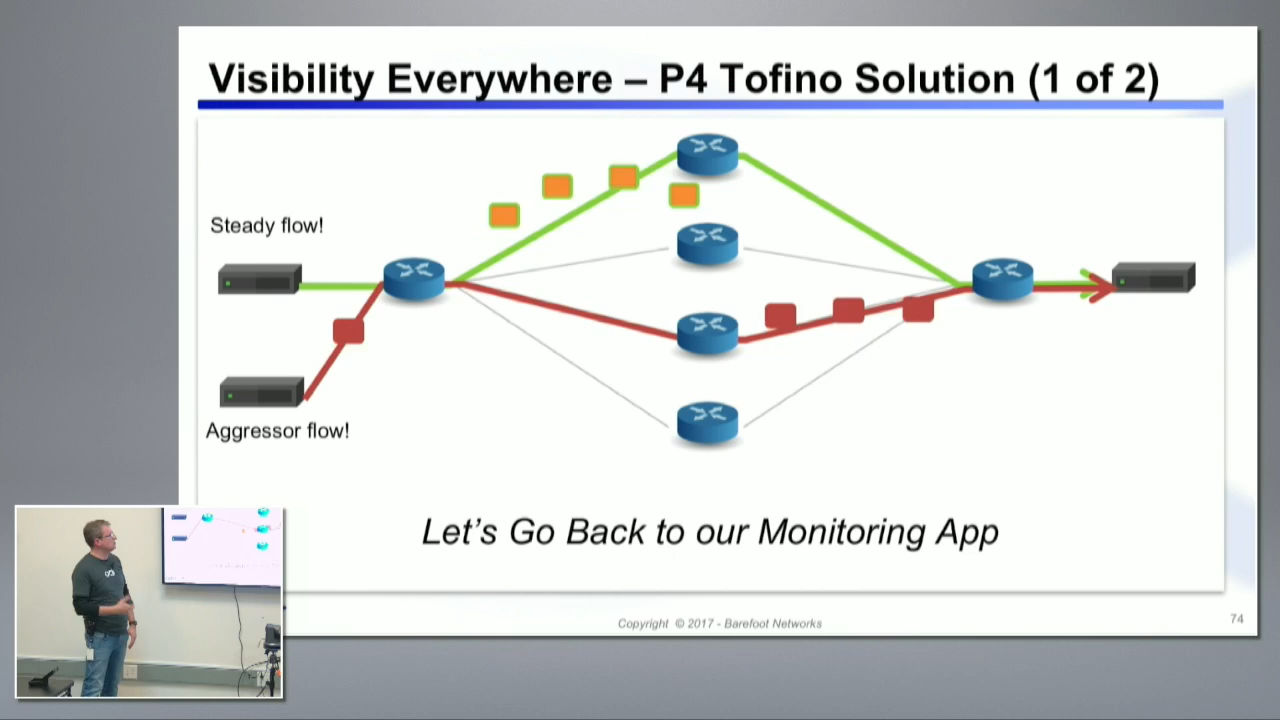 Visibility Everywhere – P4 Tofino Solution (1 of 2)
Steady flow!
Aggressor flow!
Let's Go Back to our Monitoring App
Copyright © 2017 - Barefoot Networks
74